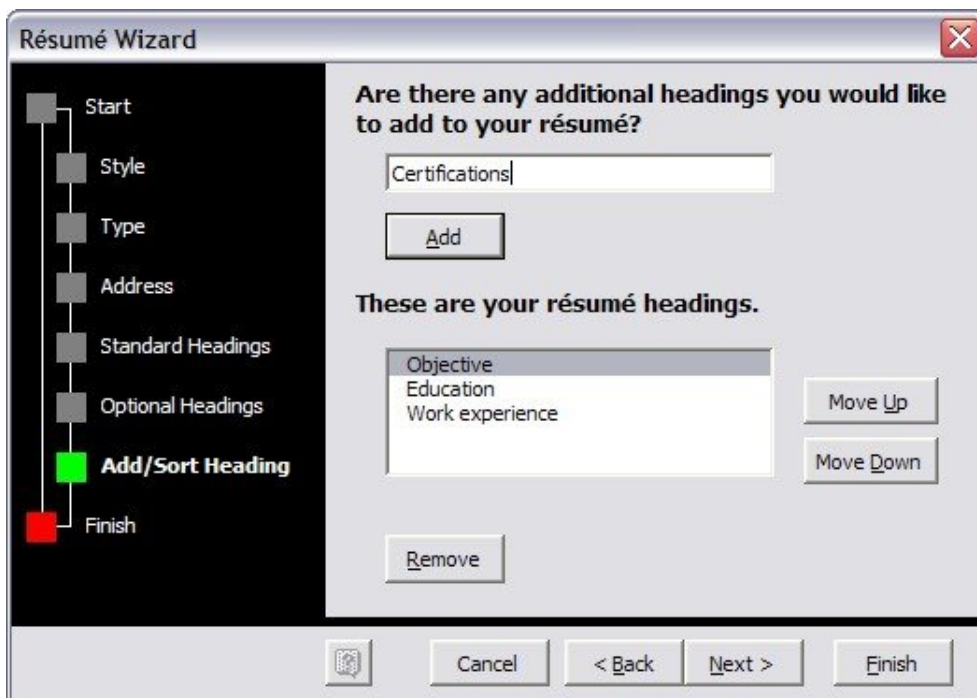 Résumé Wizard
Start
Style
Type
Address
Standard Headings
Optional Headings
Add/Sort Heading
Finish
Are there any additional headings you would like
to add to your résumé?
Certifications
Add
These are your résumé headings.
Objective
Education
Work experience
Move Up
Move Down
Remove
Cancel
< Back
Next >
Finish